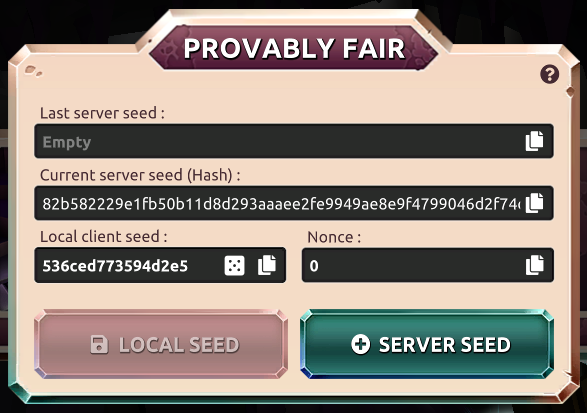 PROVABLY FAIR
?
Last server seed :
Empty
Current server seed (Hash) :
82b582229e1fb50b11d8d293aaaee2fe9949ae8e9f4799046d2f74
Local client seed :
Nonce :
536ced773594d2e5
0
LOCAL SEED
SERVER SEED